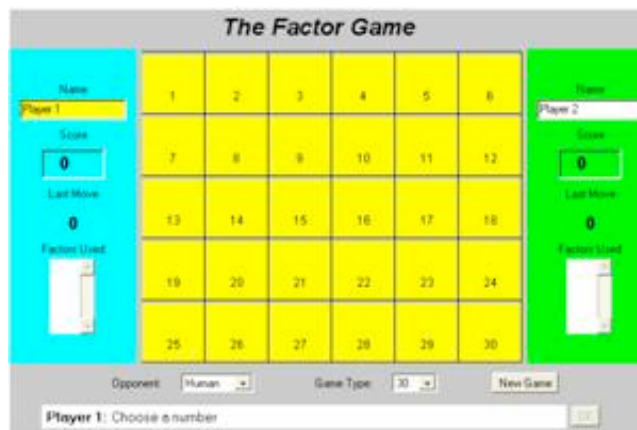 The Factor Game
Name
Player 1
Score
0
Last Move
0
Factors Used
1 2 3 4 5 6
7 8 9 10 11 12
13 14 15 16 17 18
19 20 21 22 23 24
25 26 27 28 29 30
Name
Player 2
Score
0
Last Move
0
Factors Used
Opponent: Human Game Type: 30 New Game
Player 1: Choose a number